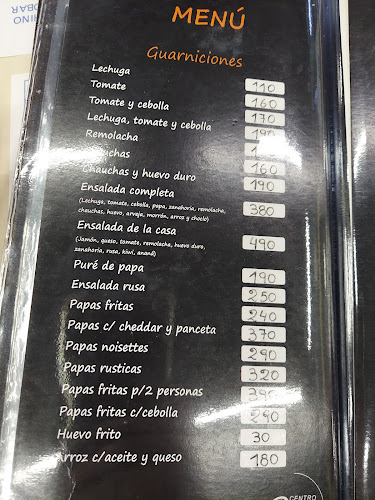 MENÚ
Guarniciones
Lechuga 110
Tomate 160
Tomate y cebolla 170
Lechuga, tomate y cebolla
Remolacha
Chauchas y huevo duro 160
Ensalada completa 190
(Lechuga, tomate, cebolla, papa, zanahoria, remolacha,
chauchas, huevo, arveja, morrón, arroz y choclo) 380
Ensalada de la casa
(Jamón, queso, tomate, remolacha, huevo duro, 490
zanahoria, rusa, kiwi, ananá)
Puré de papa 190
Ensalada rusa 250
Papas fritas 240
Papas c/ cheddar y panceta 370
Papas noisettes 290
Papas rusticas 320
Papas fritas p/2 personas
Papas fritas c/cebolla 290
Huevo frito 30
Arroz c/aceite y queso 180
CENTRO